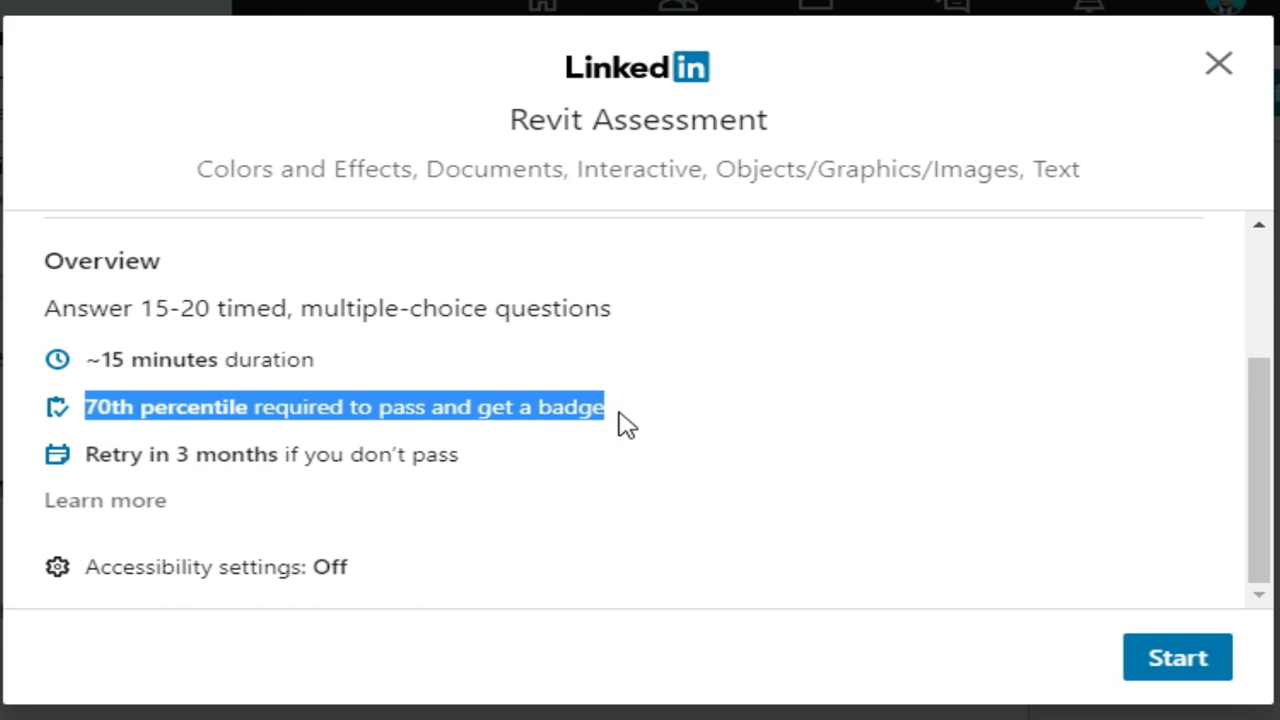 Linked in
Revit Assessment
Colors and Effects, Documents, Interactive, Objects/Graphics/Images, Text
Overview
Answer 15-20 timed, multiple-choice questions
~15 minutes duration
70th percentile required to pass and get a badge
Retry in 3 months if you don’t pass
Learn more
Accessibility settings: Off
Start